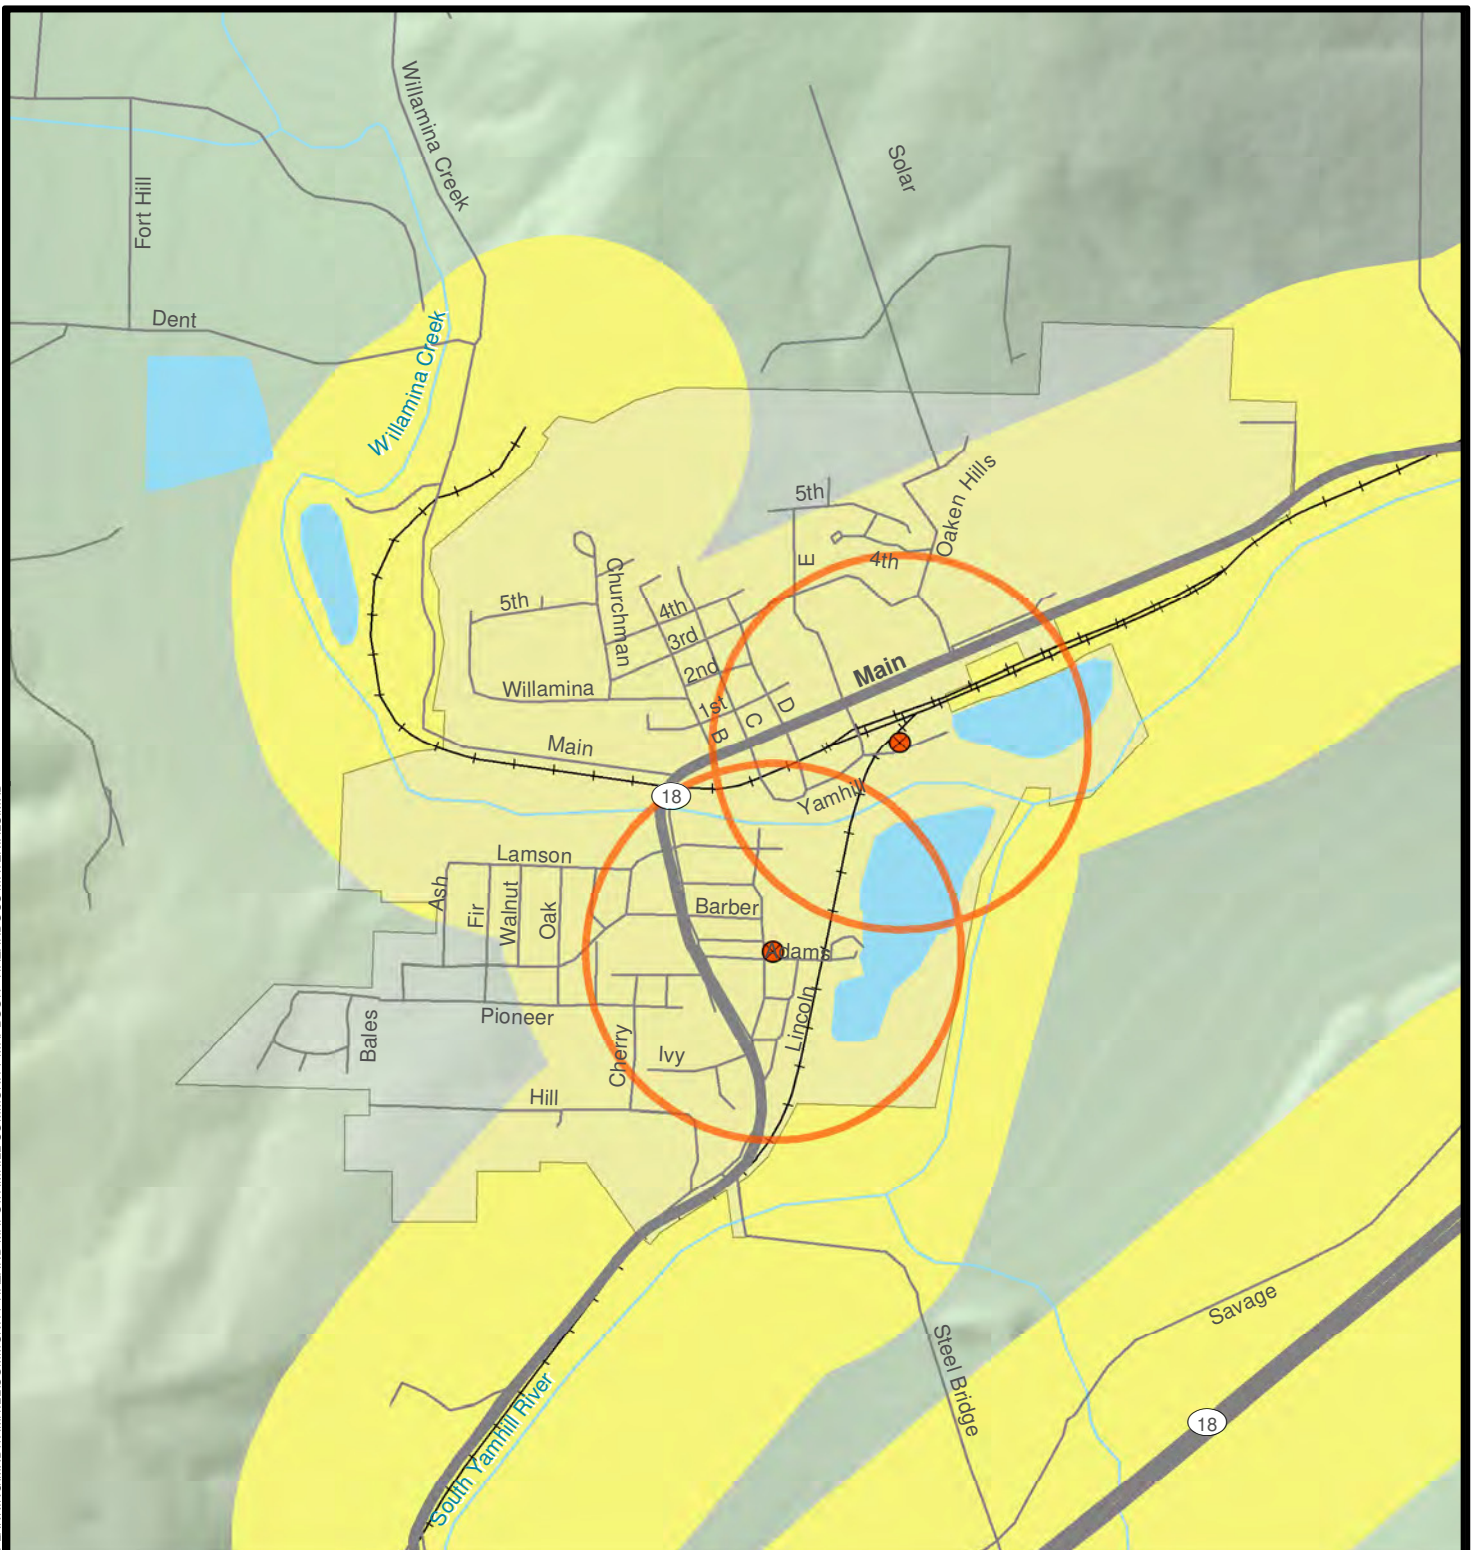 Willamina Creek
Solar
Fort Hill
Dent
Willamina Creek
Oaken Hills
5th
E
4th
Churchman
5th
4th
3rd
2nd
Main
Willamina
1st
D
C
B
Main
18
Yamhill
Lamson
Ash
Fir
Walnut
Oak
Barber
dams
Lincoln
Pioneer
Bales
Cherry
Ivy
Hill
Savage
Steel Bridge
South Yamhill River
18